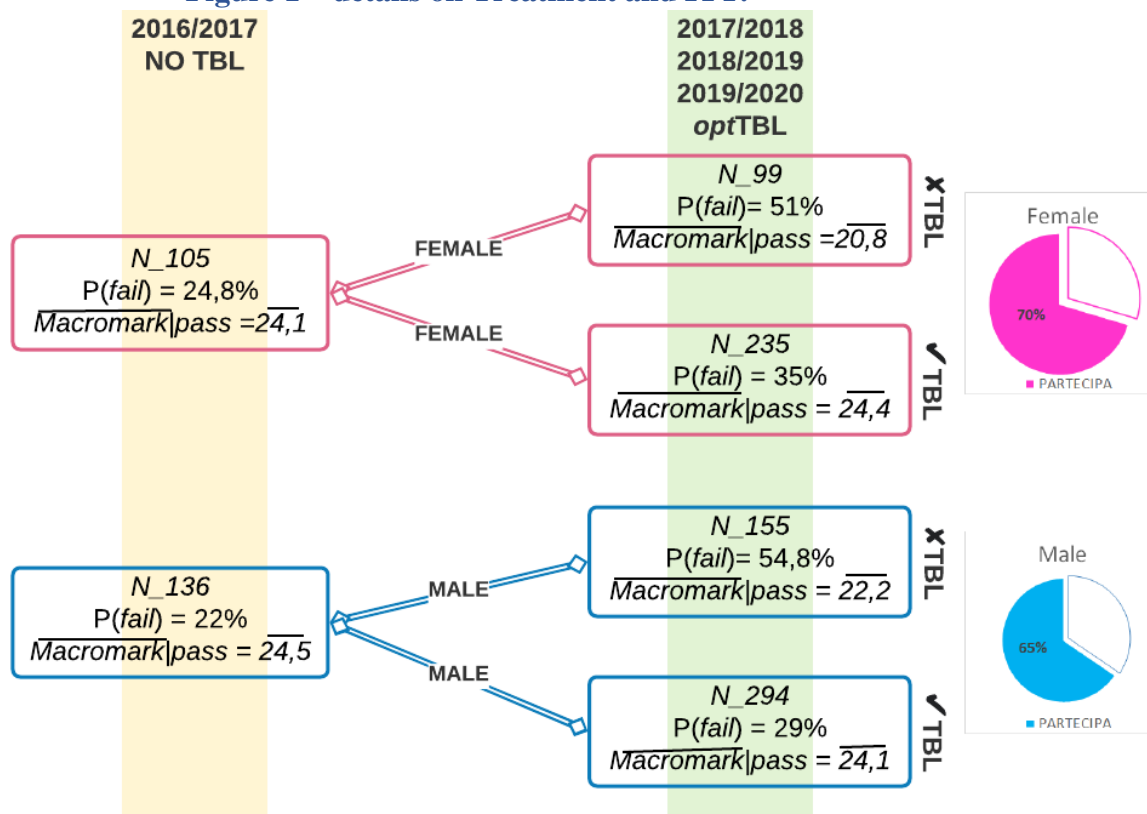 2016/2017
NO TBL
2017/2018
2018/2019
2019/2020
optTBL
N_105
P(fail) = 24,8%
Macromark|pass =24,1
FEMALE
FEMALE
N_99
P(fail)= 51%
Macromark|pass =20,8
✘TBL
N_235
P(fail) = 35%
Macromark|pass = 24,4
✔TBL
Female
70%
PARTECIPA
N_136
P(fail) = 22%
Macromark|pass = 24,5
MALE
MALE
N_155
P(fail)= 54,8%
Macromark|pass = 22,2
✘TBL
N_294
P(fail) = 29%
Macromark|pass = 24,1
✔TBL
Male
65%
PARTECIPA